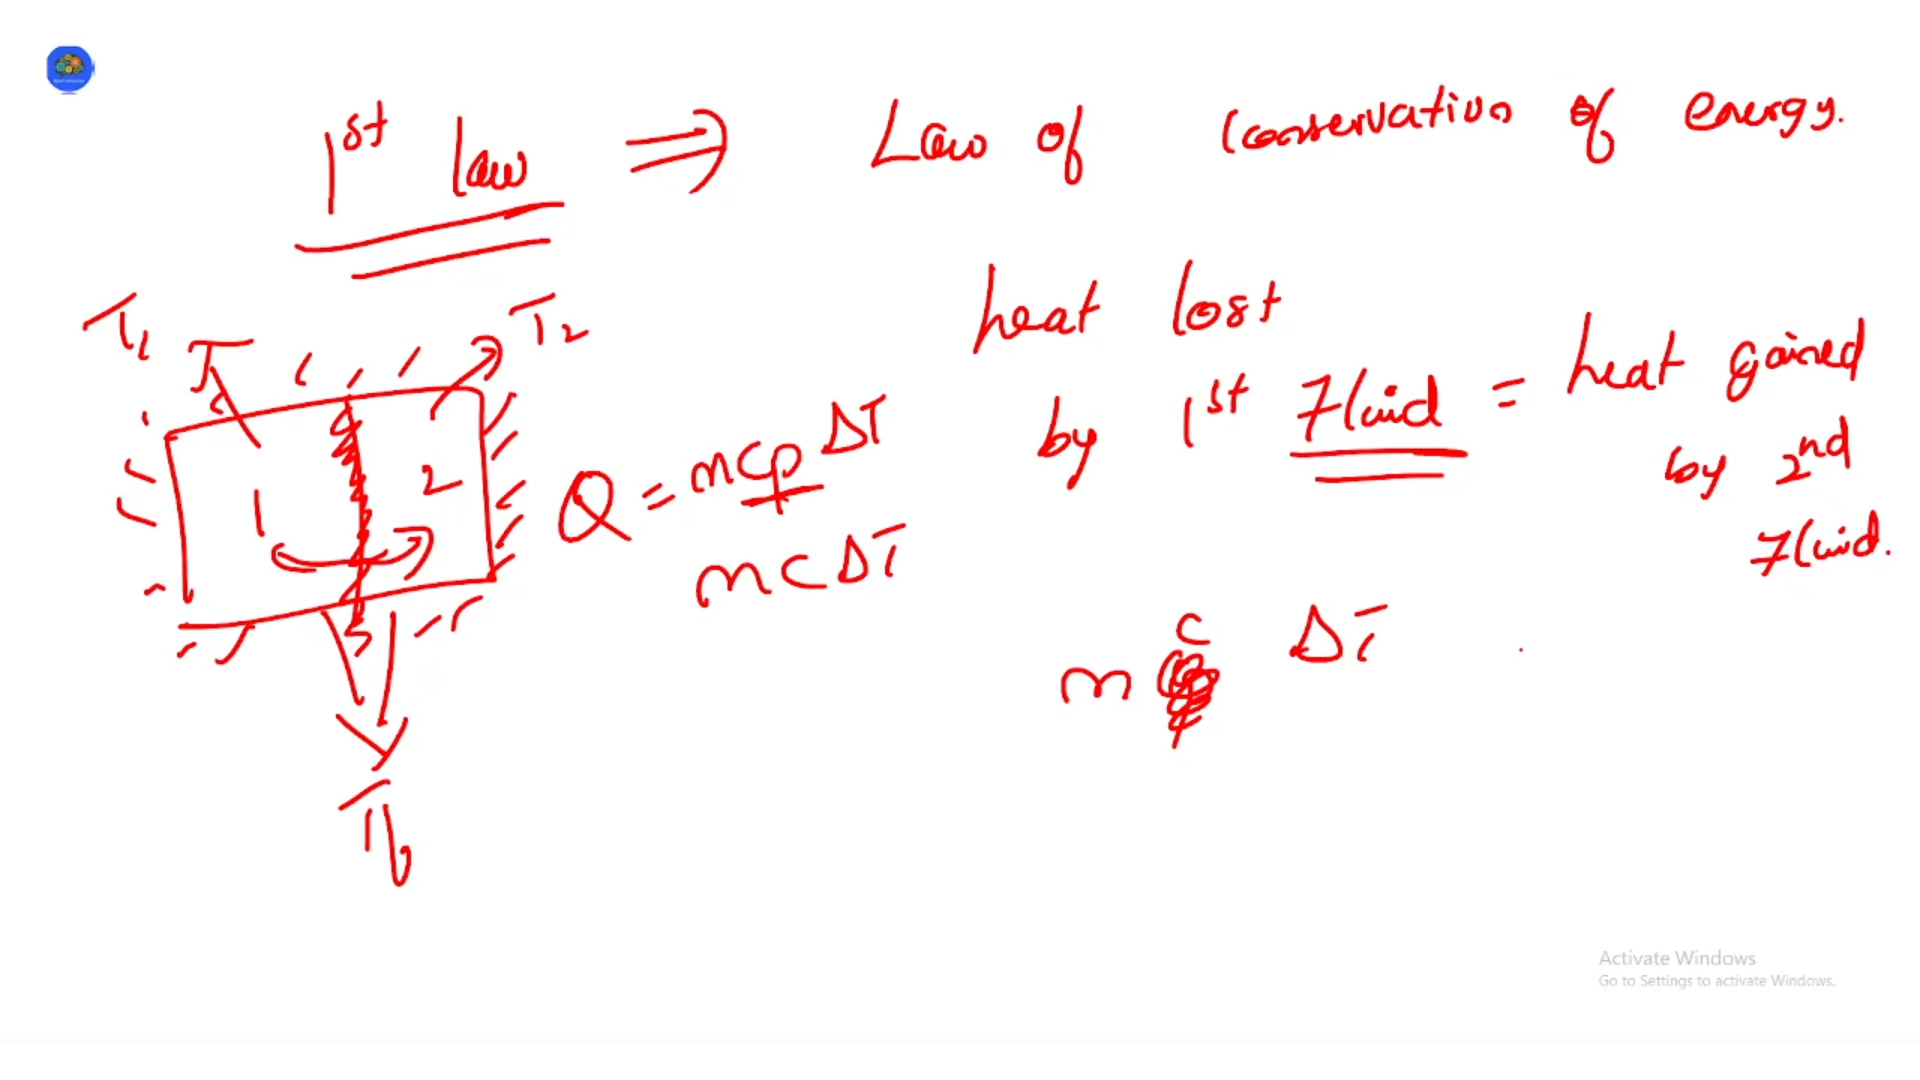 1st law ⇒ Law of conservation of energy.
T1
T2
heat lost
by 1st Fluid = heat gained
by 2nd
Fluid.
1
2
Q = mcp ΔT
mcΔT
m c ΔT
Activate Windows
Go to Settings to activate Windows.